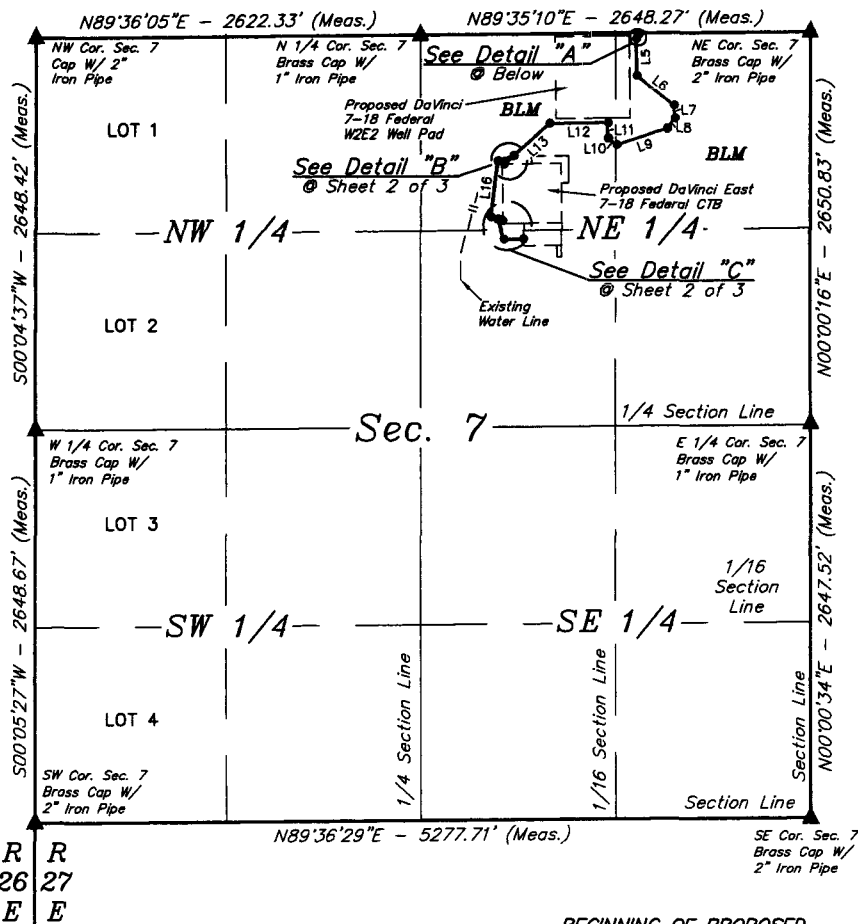 N89°36'05"E - 2622.33' (Meas.)
N89°35'10"E - 2648.27' (Meas.)
NW Cor. Sec. 7
Cap W/ 2"
Iron Pipe
N 1/4 Cor. Sec. 7
Brass Cap W/
1" Iron Pipe
See Detail "A"
@ Below
NE Cor. Sec. 7
Brass Cap W/
2" Iron Pipe
L5
L6
L7
L8
L9
L10
L11
L12
L13
L16
Proposed DaVinci
7-18 Federal
W2E2 Well Pad
BLM
BLM
LOT 1
See Detail "B"
@ Sheet 2 of 3
Proposed DaVinci East
7-18 Federal CTB
NW 1/4
NE 1/4
See Detail "C"
@ Sheet 2 of 3
Existing
Water Line
LOT 2
S00°04'37"W - 2648.42' (Meas.)
N00°00'16"E - 2650.83' (Meas.)
1/4 Section Line
Sec. 7
W 1/4 Cor. Sec. 7
Brass Cap W/
1" Iron Pipe
E 1/4 Cor. Sec. 7
Brass Cap W/
1" Iron Pipe
LOT 3
1/16
Section
Line
SW 1/4
SE 1/4
S00°05'27"W - 2648.67' (Meas.)
N00°00'34"E - 2647.52' (Meas.)
LOT 4
1/4 Section Line
1/16 Section Line
Section Line
SW Cor. Sec. 7
Brass Cap W/
2" Iron Pipe
Section Line
N89°36'29"E - 5277.71' (Meas.)
SE Cor. Sec. 7
Brass Cap W/
2" Iron Pipe
R R
26 27
E E
BEGINNING OF PROPOSED